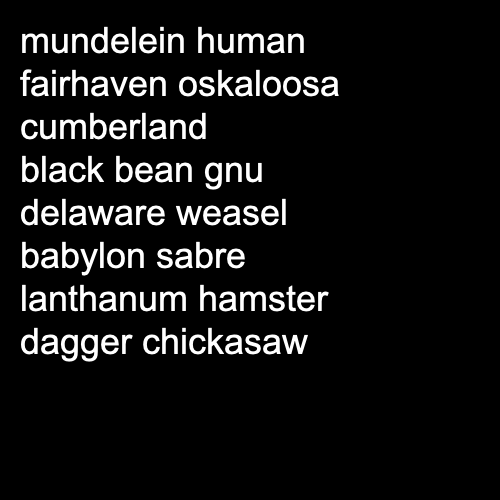 mundelein human
fairhaven oskaloosa
cumberland
black bean gnu
delaware weasel
babylon sabre
lanthanum hamster
dagger chickasaw